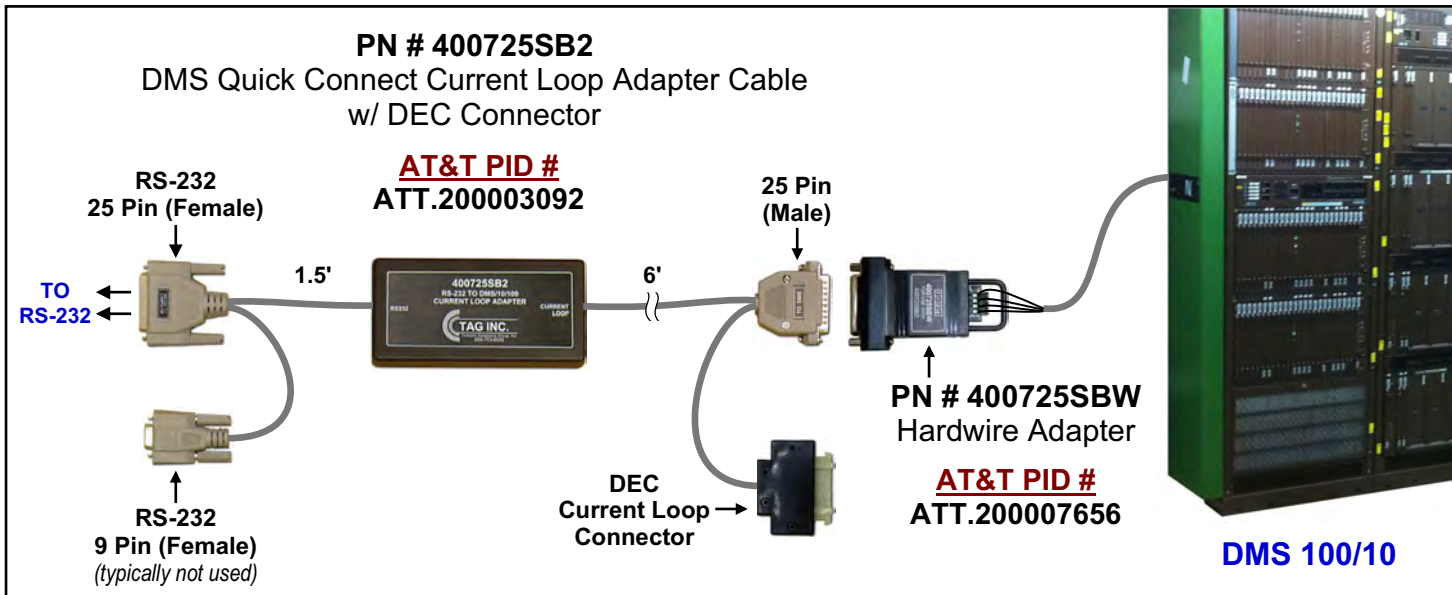 PN # 400725SB2
DMS Quick Connect Current Loop Adapter Cable
w/ DEC Connector
AT&T PID #
ATT.200003092
RS-232
25 Pin (Female)
1.5'
6'
25 Pin
(Male)
TO
RS-232
400725SB2
RS-232 TO DMS/10/100
CURRENT LOOP ADAPTER
RS232
CURRENT
LOOP
TAG INC.
400725SBW
PN # 400725SBW
Hardwire Adapter
AT&T PID #
ATT.200007656
RS-232
9 Pin (Female)
(typically not used)
DEC
Current Loop
Connector
DMS 100/10